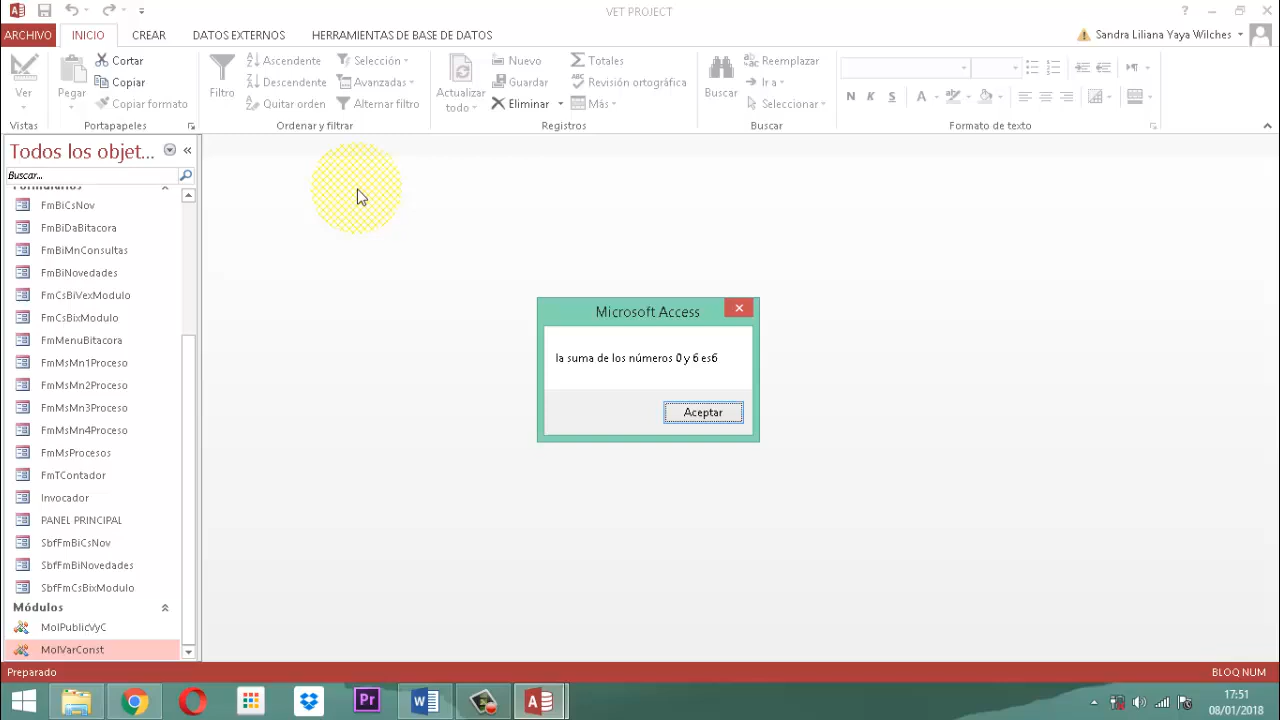 VET PROJECT
ARCHIVO INICIO CREAR DATOS EXTERNOS HERRAMIENTAS DE BASE DE DATOS
Sandra Liliana Yaya Wilches
Ver
Vistas
Pegar
Cortar
Copiar
Copiar formato
Portapapeles
Filtro
Ascendente
Descendente
Quitar orden
Selección
Avanzadas
Alternar filtro
Ordenar y filtrar
Actualizar
todo
Nuevo
Guardar
Eliminar
Totales
Revisión ortográfica
Más
Registros
Buscar
Reemplazar
Ir a
Seleccionar
Buscar
N K S
A
Formato de texto
Todos los objet...
Buscar...
Formularios
FmBiCsNov
FmBiDaBitacora
FmBiMnConsultas
FmBiNovedades
FmCsBiVexModulo
FmCsBixModulo
FmMenuBitacora
FmMsMn1Proceso
FmMsMn2Proceso
FmMsMn3Proceso
FmMsMn4Proceso
FmMsProcesos
FmTContador
Invocador
PANEL PRINCIPAL
SbfFmBiCsNov
SbfFmBiNovedades
SbfFmCsBixModulo
Módulos
MolPublicVyC
MolVarConst
Microsoft Access
la suma de los números 0 y 6 es6
Aceptar
Preparado
BLOQ NUM
Pr
17:51
08/01/2018